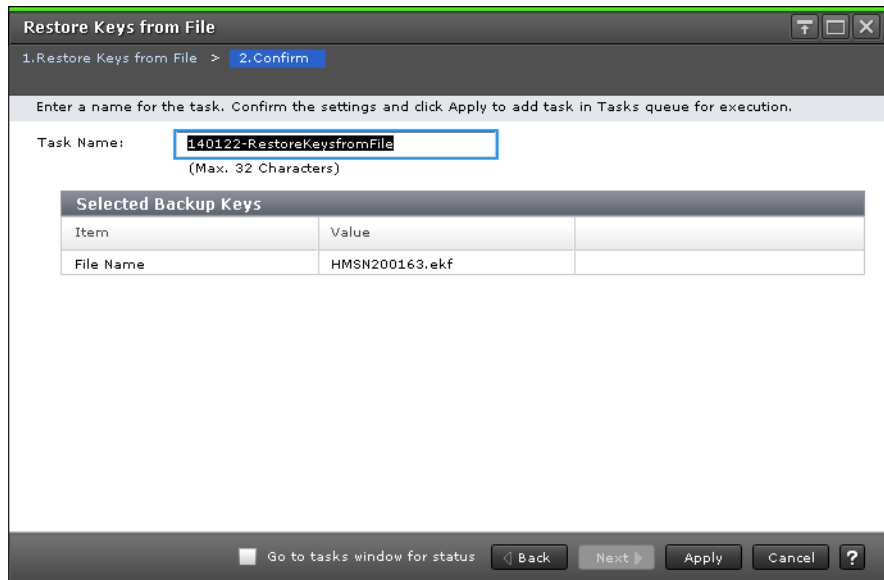 Restore Keys from File
1.Restore Keys from File > 2.Confirm
Enter a name for the task. Confirm the settings and click Apply to add task in Tasks queue for execution.
Task Name: 140122-RestoreKeysfromFile
(Max. 32 Characters)
Selected Backup Keys
Item Value
File Name HMSN200163.ekf
Go to tasks window for status Back Next Apply Cancel ?